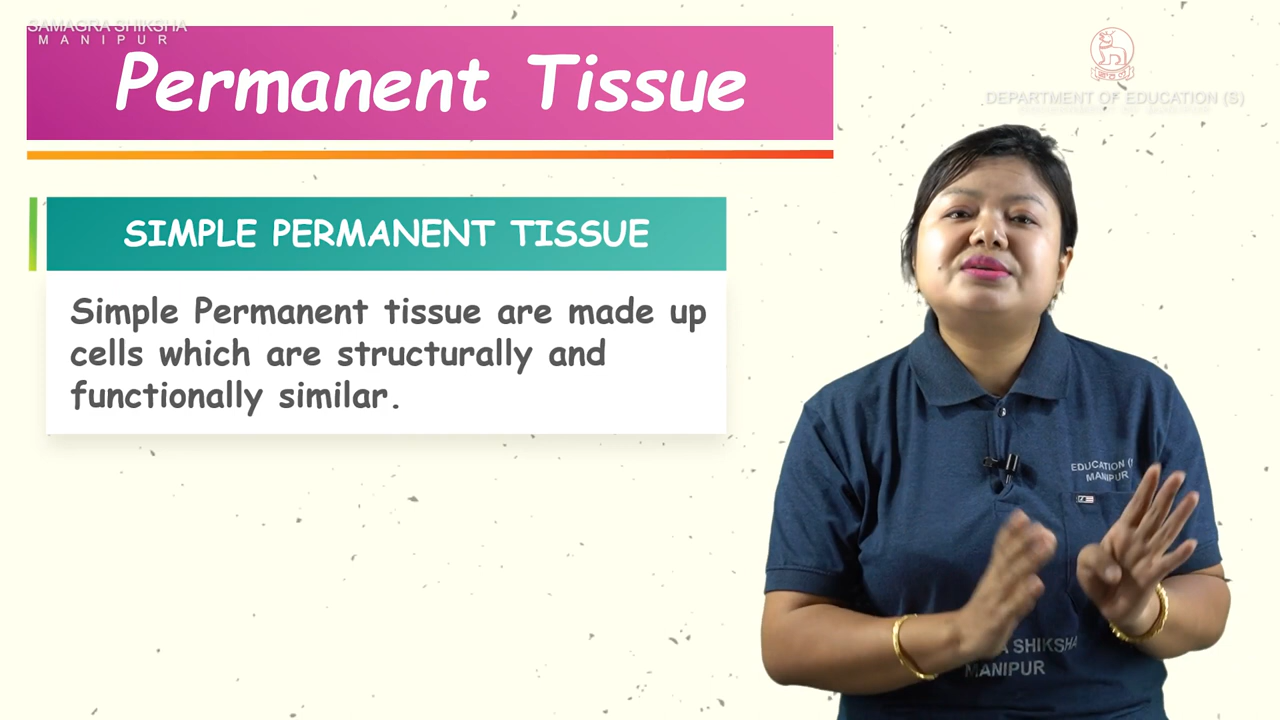 SAMAGRA SHIKSHA
MANIPUR
Permanent Tissue
DEPARTMENT OF EDUCATION (S)
SIMPLE PERMANENT TISSUE
Simple Permanent tissue are made up
cells which are structurally and
functionally similar.
EDUCATION (
MANIPUR
A SHIKSHA
MANIPUR